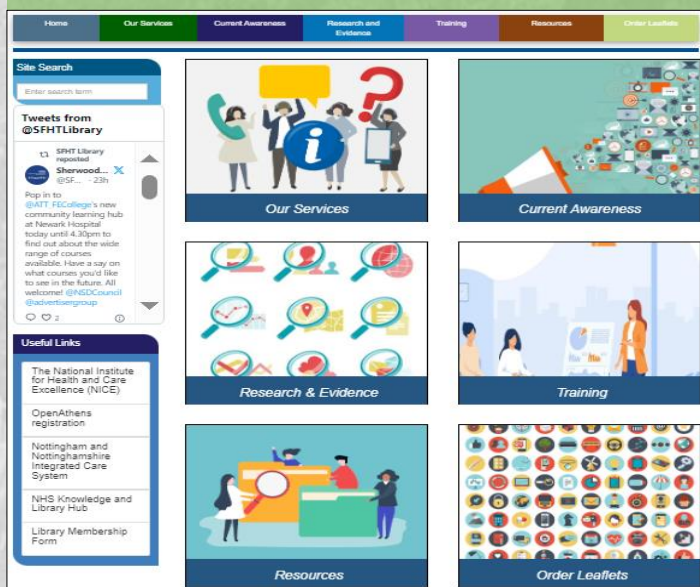 Home
Our Services
Current Awareness
Research and
Evidence
Training
Resources
Order Leaflets
Site Search
Enter search term
Tweets from
@SFHTLibrary
SFHT Library
reposted
Sherwood...
@SF... · 23h
Pop in to
@ATT_FECollege's new
community learning hub
at Newark Hospital
today until 4.30pm to
find out about the wide
range of courses
available. Have a say on
what courses you'd like
to see in the future. All
welcome! @NSDCouncil
@advertisergroup
2
Useful Links
The National Institute
for Health and Care
Excellence (NICE)
OpenAthens
registration
Nottingham and
Nottinghamshire
Integrated Care
System
NHS Knowledge and
Library Hub
Library Membership
Form
Our Services
Current Awareness
Research & Evidence
Training
Resources
Order Leaflets